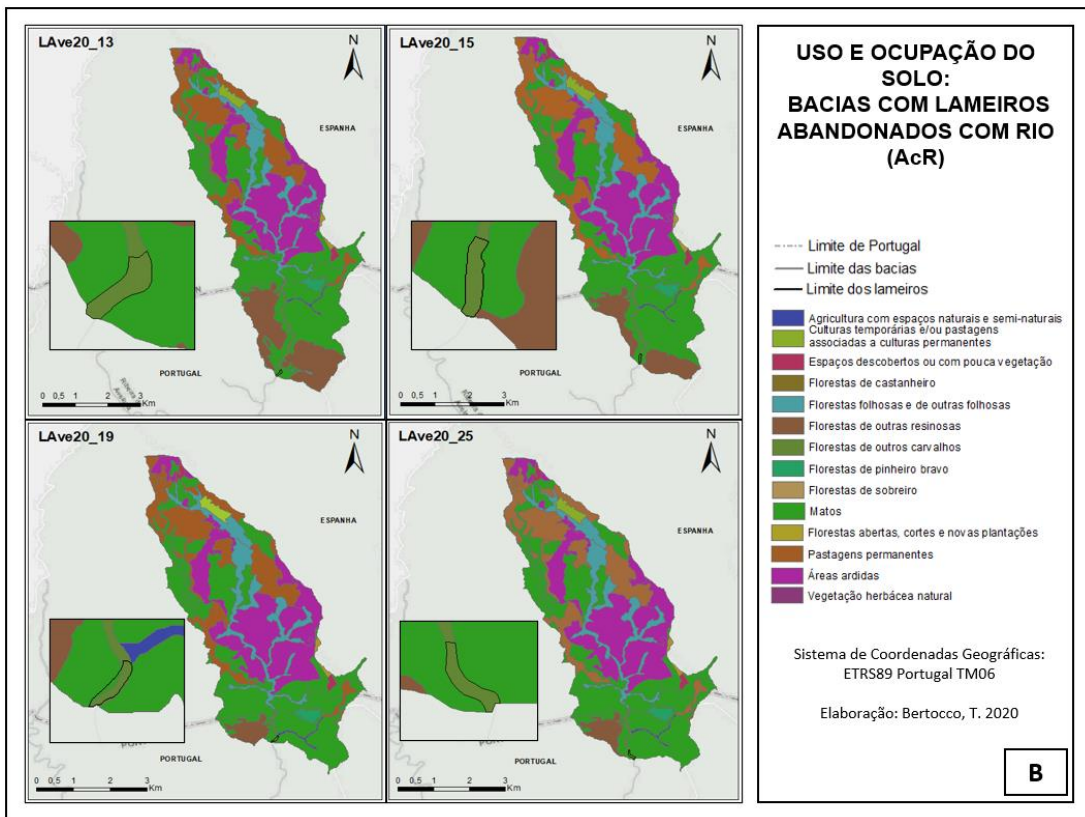 LAve20_13
N
ESPANHA
PORTUGAL
0 0,5 1 2 3
Km
LAve20_15
N
ESPANHA
PORTUGAL
0 0,5 1 2 3
Km
LAve20_19
N
ESPANHA
PORTUGAL
0 0,5 1 2 3
Km
LAve20_25
N
ESPANHA
PORTUGAL
0 0,5 1 2 3
Km
USO E OCUPAÇÃO DO
SOLO:
BACIAS COM LAMEIROS
ABANDONADOS COM RIO
(AcR)
Limite de Portugal
Limite das bacias
Limite dos lameiros
Agricultura com espaços naturais e semi-naturais
Culturas temporárias e/ou pastagens
associadas a culturas permanentes
Espaços descobertos ou com pouca vegetação
Florestas de castanheiro
Florestas folhosas e de outras folhosas
Florestas de outras resinosas
Florestas de outros carvalhos
Florestas de pinheiro bravo
Florestas de sobreiro
Matos
Florestas abertas, cortes e novas plantações
Pastagens permanentes
Áreas ardidas
Vegetação herbácea natural
Sistema de Coordenadas Geográficas:
ETRS89 Portugal TM06
Elaboração: Bertocco, T. 2020
B